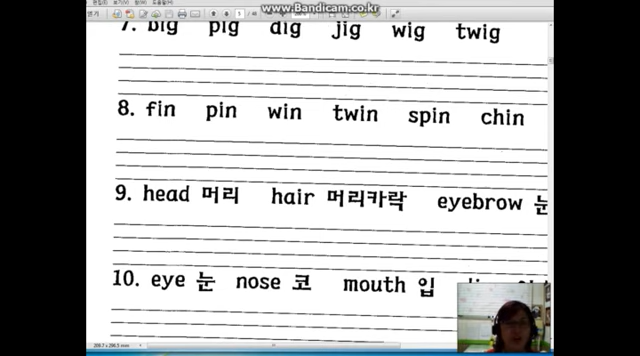 www.Bandicam.co.kr
7. big pig dig jig wig twig
8. fin pin win twin spin chin
9. head 머리 hair 머리카락 eyebrow 눈
10. eye 눈 nose 코 mouth 입